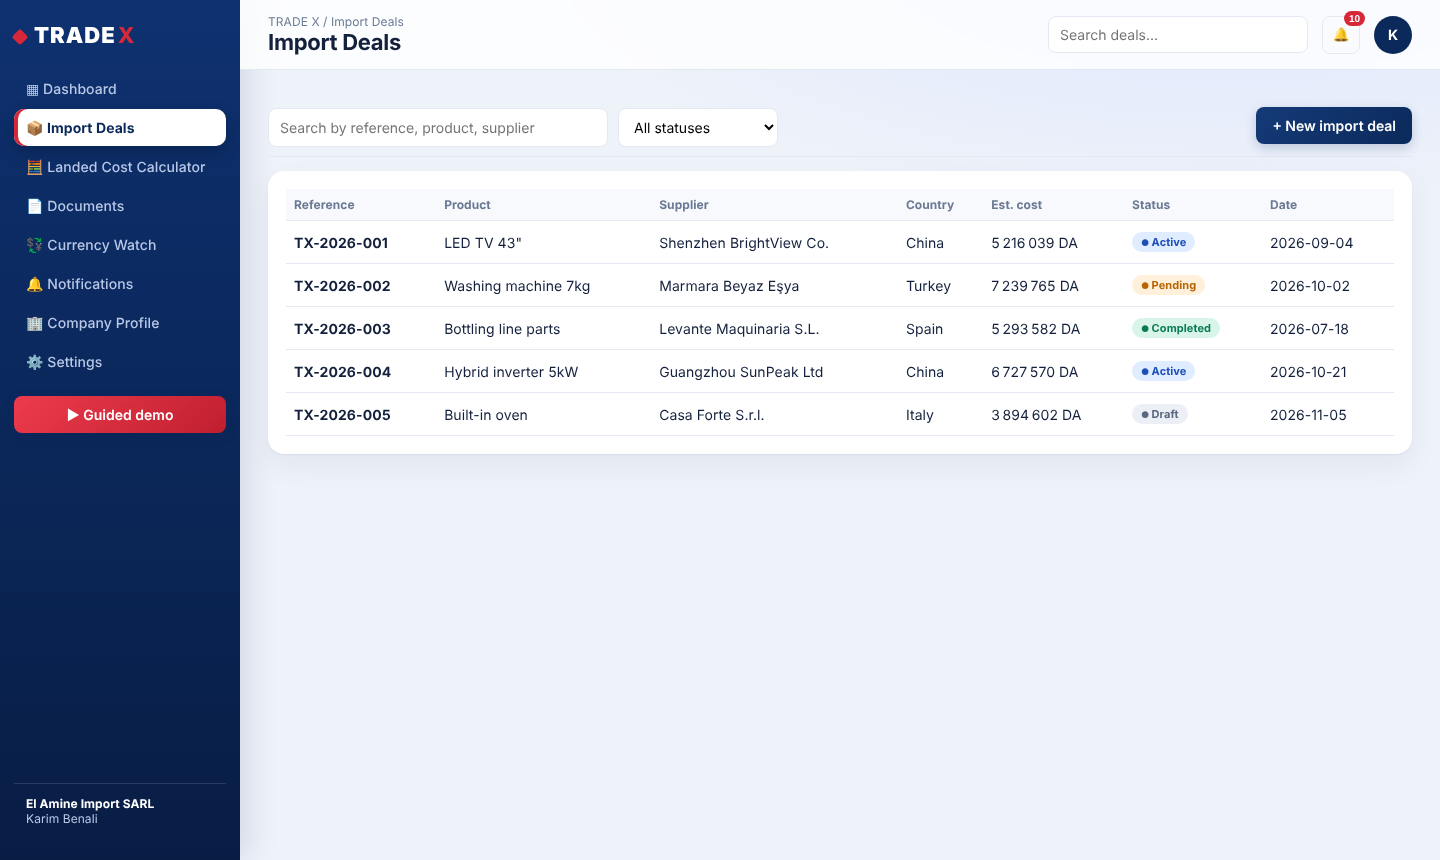 TRADE X
Dashboard
Import Deals
Landed Cost Calculator
Documents
Currency Watch
Notifications
Company Profile
Settings
Guided demo
El Amine Import SARL
Karim Benali
TRADE X / Import Deals
Import Deals
Search deals...
10
K
Search by reference, product, supplier
All statuses
+ New import deal
Reference Product Supplier Country Est. cost Status Date
TX-2026-001 LED TV 43" Shenzhen BrightView Co. China 5 216 039 DA Active 2026-09-04
TX-2026-002 Washing machine 7kg Marmara Beyaz Eşya Turkey 7 239 765 DA Pending 2026-10-02
TX-2026-003 Bottling line parts Levante Maquinaria S.L. Spain 5 293 582 DA Completed 2026-07-18
TX-2026-004 Hybrid inverter 5kW Guangzhou SunPeak Ltd China 6 727 570 DA Active 2026-10-21
TX-2026-005 Built-in oven Casa Forte S.r.l. Italy 3 894 602 DA Draft 2026-11-05